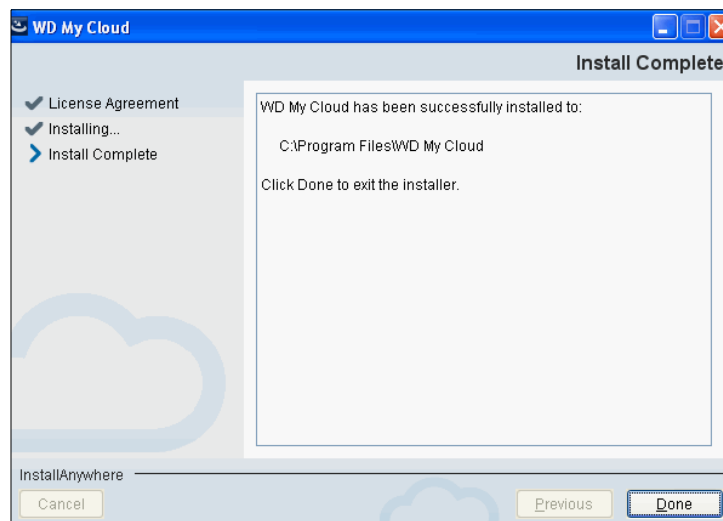 WD My Cloud
Install Complete
License Agreement
Installing...
Install Complete
WD My Cloud has been successfully installed to:
C:\Program Files\WD My Cloud
Click Done to exit the installer.
InstallAnywhere
Cancel
Previous
Done